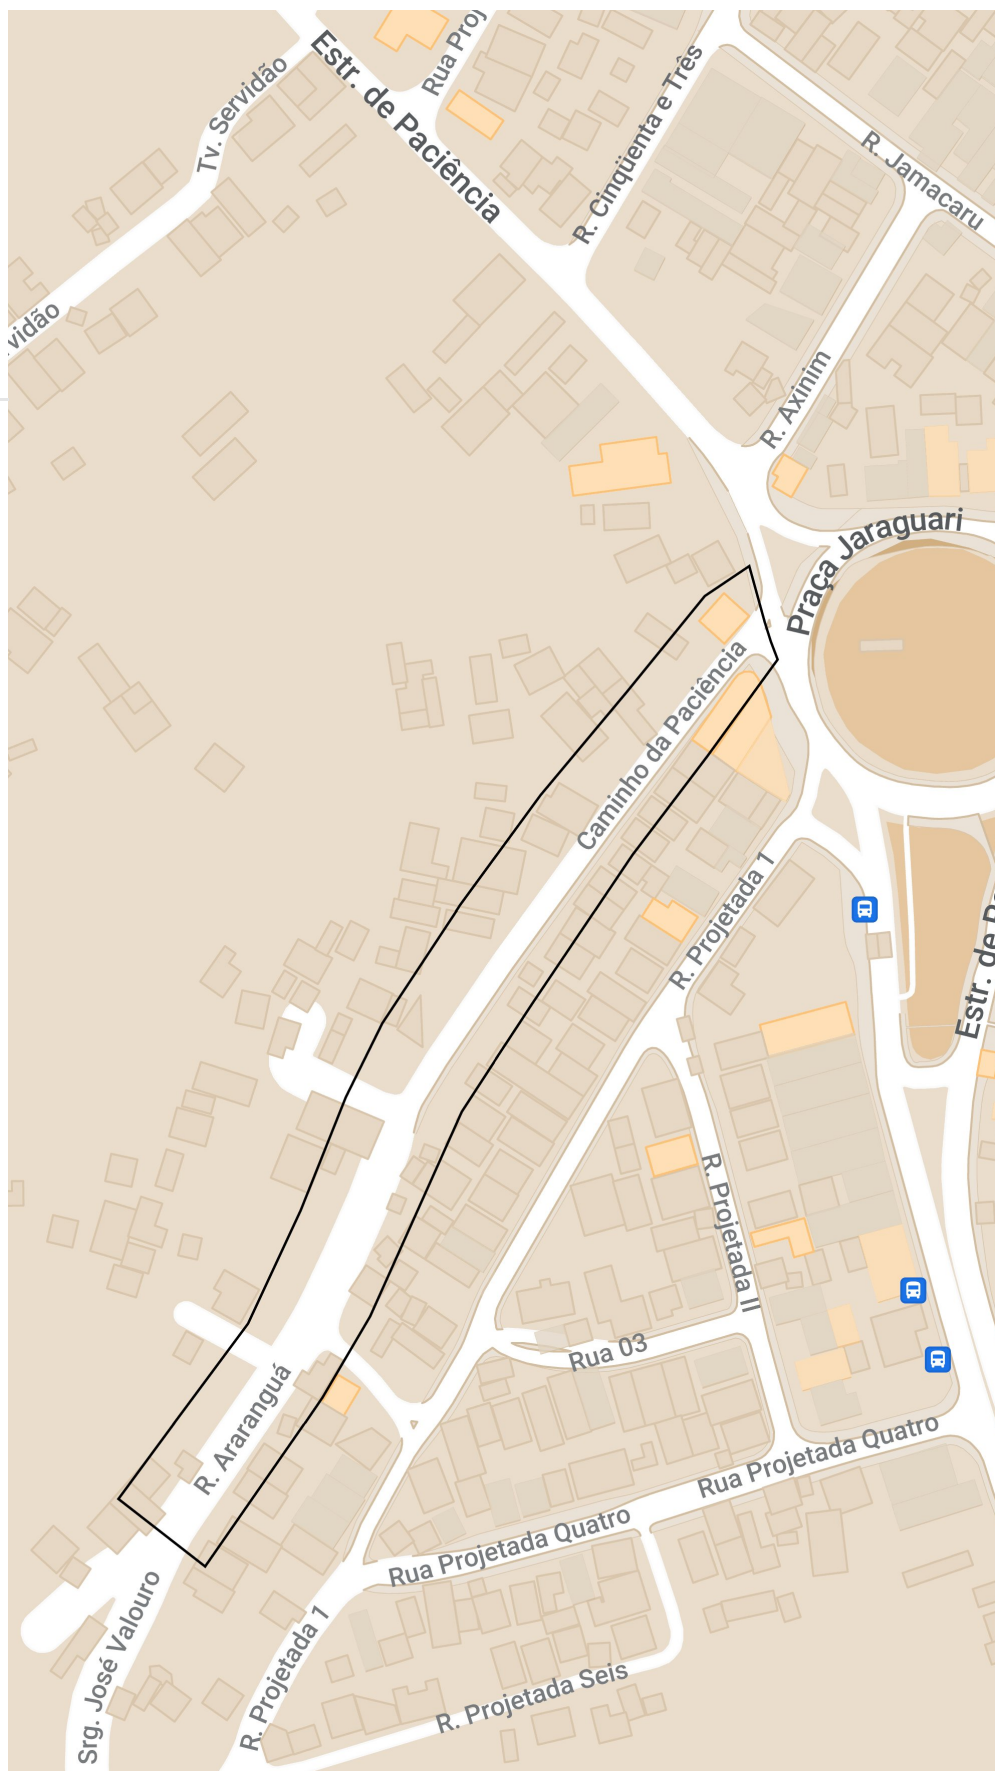 Estr. de Paciência
Rua Proj
Tv. Servidão
R. Cinqüenta e Três
R. Jamacaru
vidão
R. Axinim
Praça Jaraguari
Caminho da Paciência
R. Projetada 1
Estr. de Pa
R. Projetada II
Rua 03
R. Araranguá
Rua Projetada Quatro
Rua Projetada Quatro
Srg. José Valouro
R. Projetada 1
R. Projetada Seis